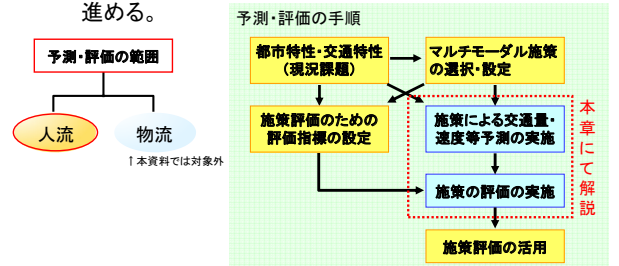 進める。
予測・評価の範囲
人流
物流
↑本資料では対象外
予測・評価の手順
都市特性・交通特性
（現況課題）
マルチモーダル施策
の選択・設定
施策評価のための
評価指標の設定
施策による交通量・
速度等予測の実施
施策の評価の実施
施策評価の活用
本章にて解説